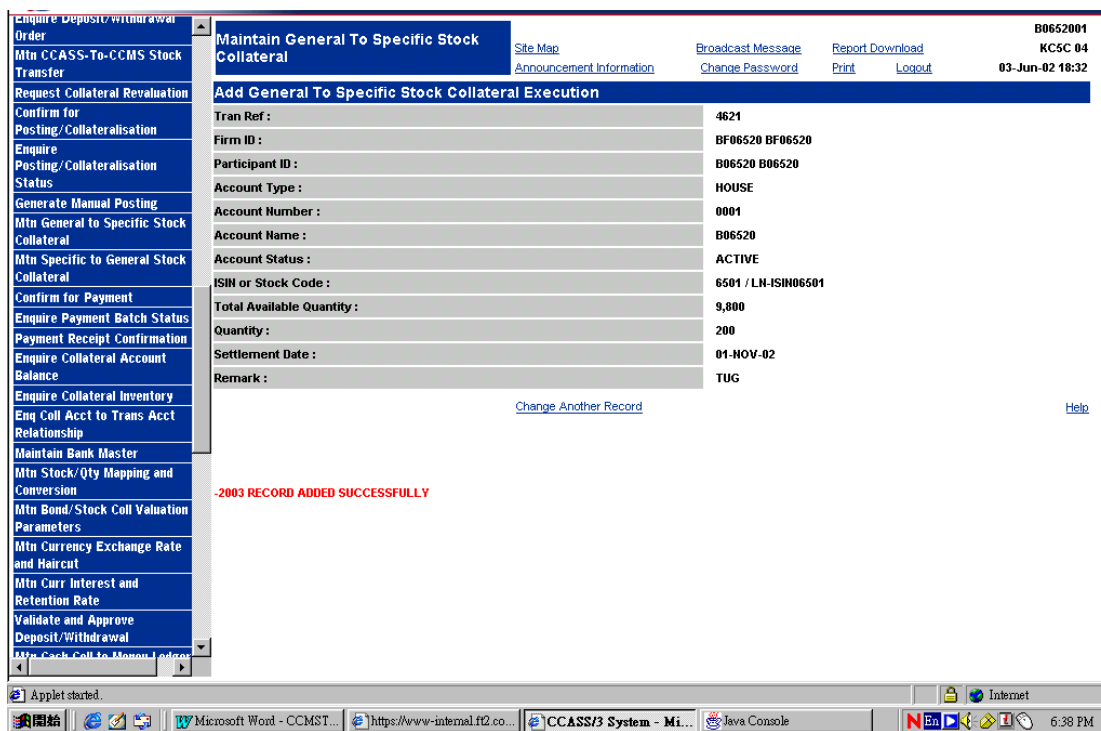 Enquire Deposit/Withdrawal
Order
Mtn CCASS-To-CCMS Stock
Transfer
Request Collateral Revaluation
Confirm for
Posting/Collateralisation
Enquire
Posting/Collateralisation
Status
Generate Manual Posting
Mtn General to Specific Stock
Collateral
Mtn Specific to General Stock
Collateral
Confirm for Payment
Enquire Payment Batch Status
Payment Receipt Confirmation
Enquire Collateral Account
Balance
Enquire Collateral Inventory
Enq Coll Acct to Trans Acct
Relationship
Maintain Bank Master
Mtn Stock/Qty Mapping and
Conversion
Mtn Bond/Stock Coll Valuation
Parameters
Mtn Currency Exchange Rate
and Haircut
Mtn Curr Interest and
Retention Rate
Validate and Approve
Deposit/Withdrawal
Mtn Cash Coll to Money Ledger
Maintain General To Specific Stock
Collateral
Site Map
Broadcast Message
Report Download
Announcement Information
Change Password
Print
Logout
B0652001
KC5C 04
03-Jun-02 18:32
Add General To Specific Stock Collateral Execution
Tran Ref : 4621
Firm ID : BF06520 BF06520
Participant ID : B06520 B06520
Account Type : HOUSE
Account Number : 0001
Account Name : B06520
Account Status : ACTIVE
ISIN or Stock Code : 6501 / LN-ISIN06501
Total Available Quantity : 9,800
Quantity : 200
Settlement Date : 01-NOV-02
Remark : TUG
Change Another Record
Help
-2003 RECORD ADDED SUCCESSFULLY
Applet started.
Internet
開始
Microsoft Word - CCMST...
https://www-internal.ft2.co...
CCASS/3 System - Mi...
Java Console
N En
6:38 PM